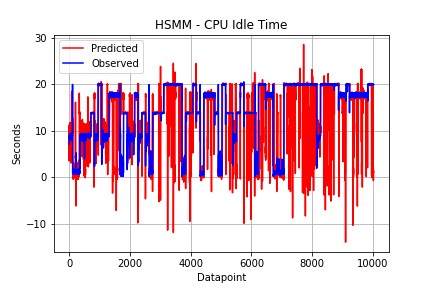 HSMM - CPU Idle Time
Predicted
Observed
30
20
10
0
−10
Seconds
0
2000
4000
6000
8000
10000
Datapoint